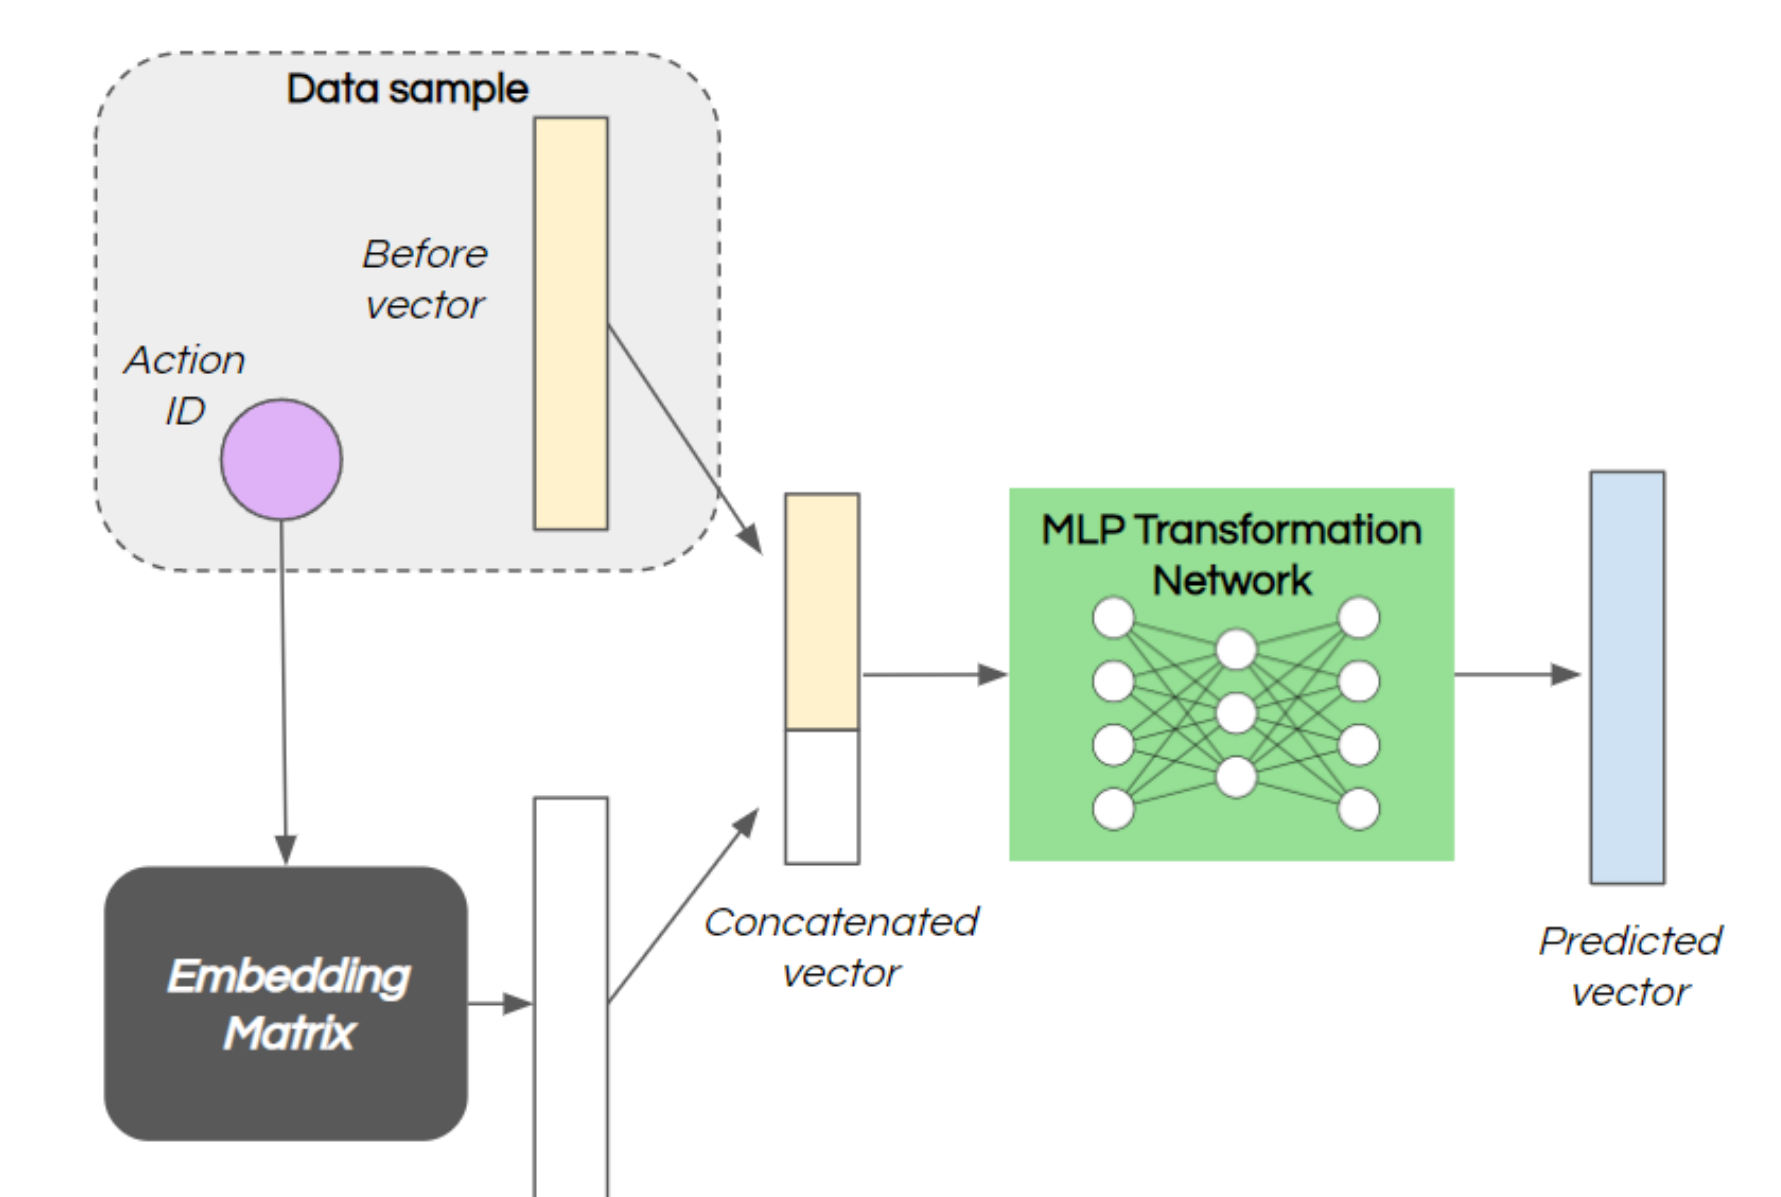 Data sample
Before
vector
Action
ID
MLP Transformation
Network
Concatenated
vector
Predicted
vector
Embedding
Matrix